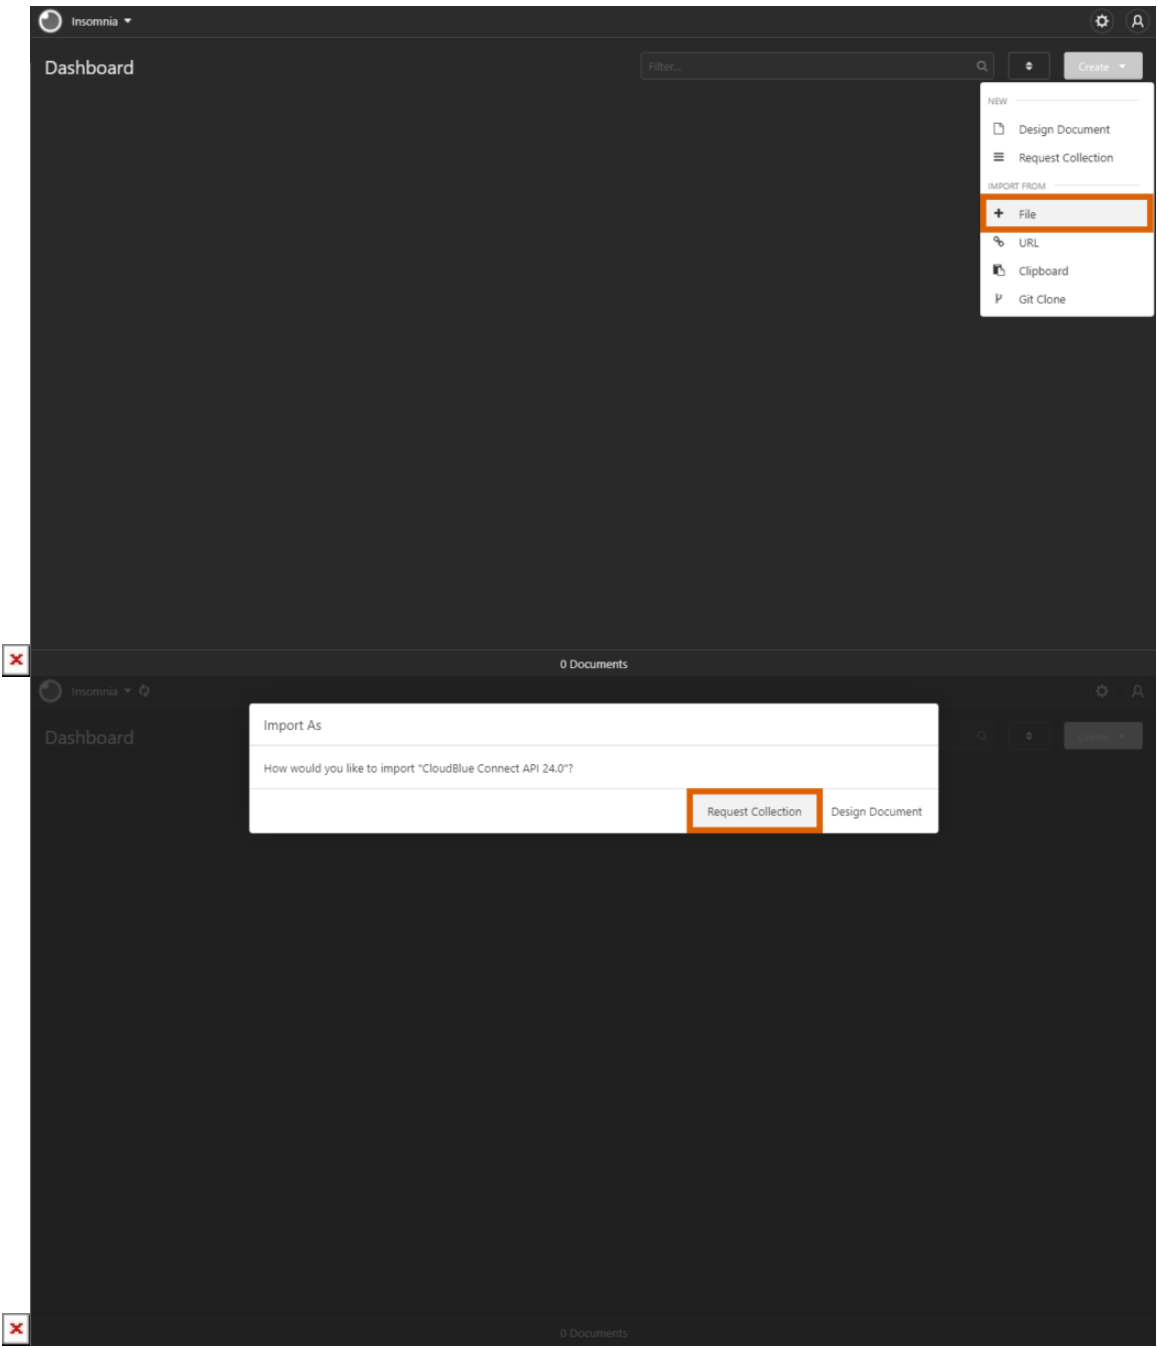 Insomnia
Dashboard
Filter...
Create
NEW
Design Document
Request Collection
IMPORT FROM
File
URL
Clipboard
Git Clone
0 Documents
Insomnia
Dashboard
Create
Import As
How would you like to import "CloudBlue Connect API 24.0"?
Request Collection
Design Document
0 Documents